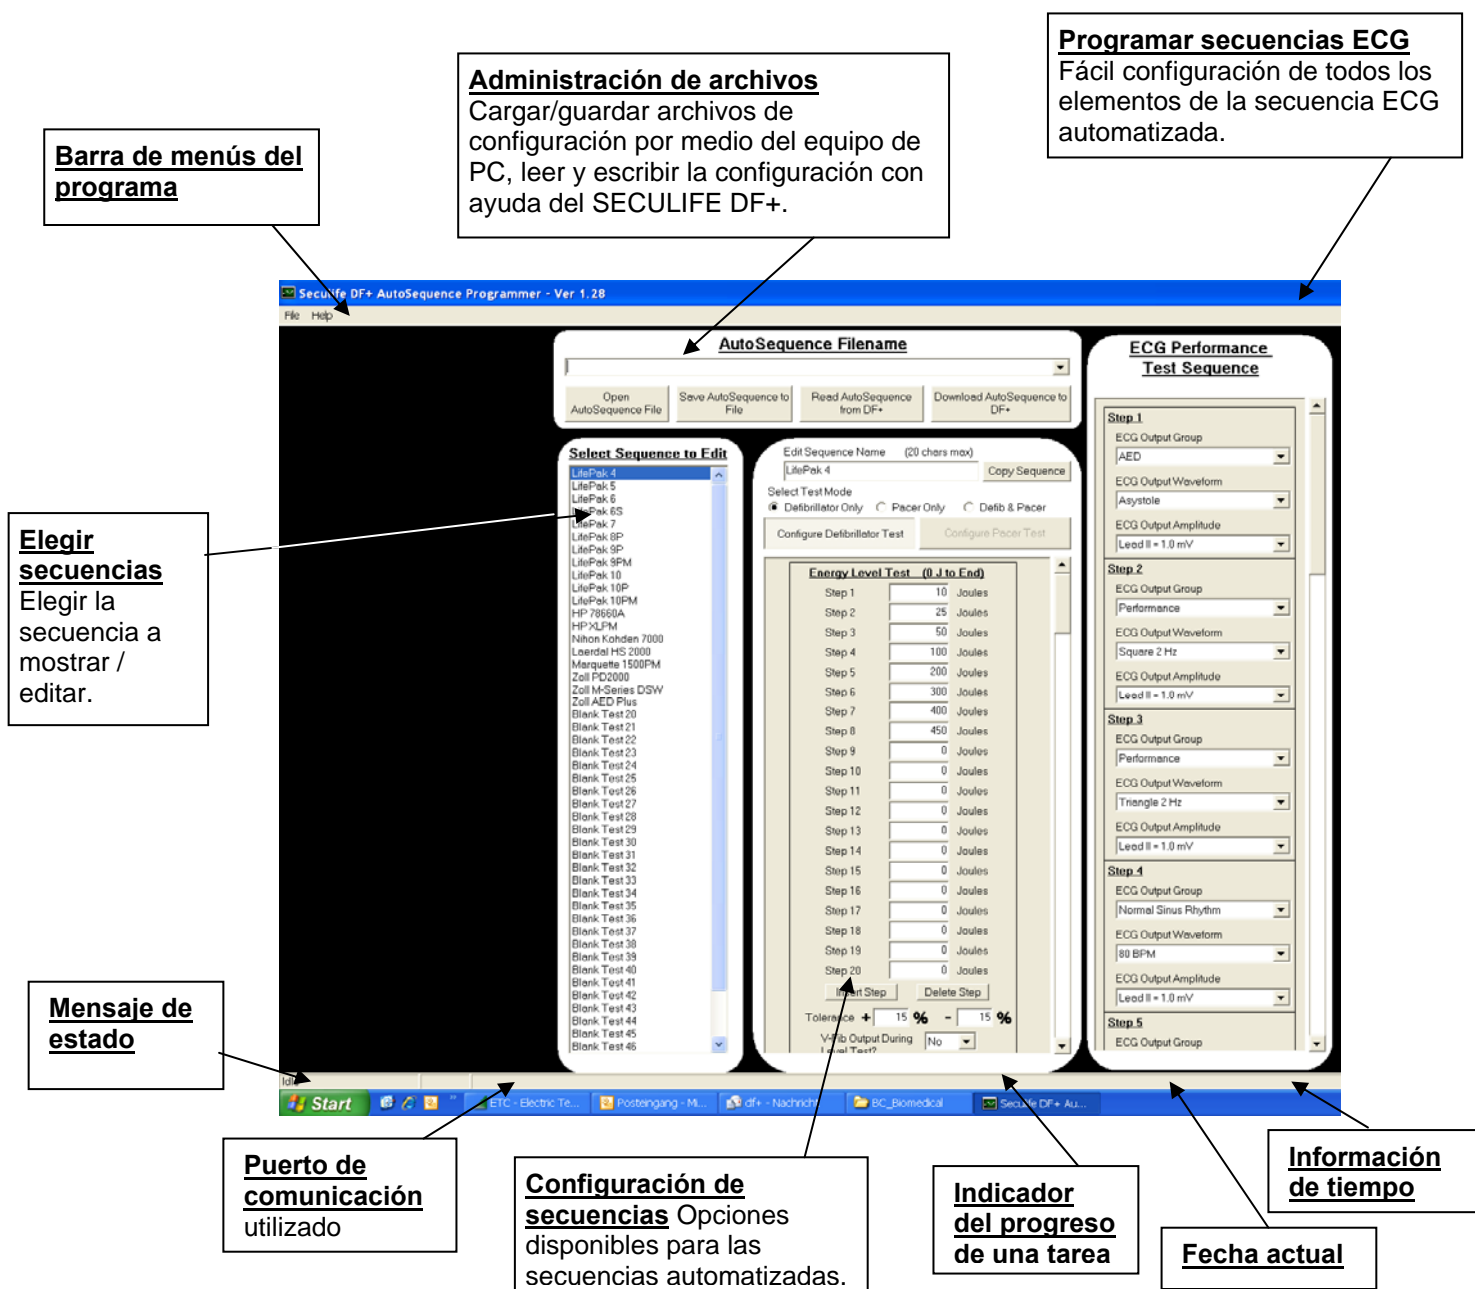 Programar secuencias ECG
Fácil configuración de todos los
elementos de la secuencia ECG
automatizada.
Administración de archivos
Cargar/guardar archivos de
configuración por medio del equipo de
PC, leer y escribir la configuración con
ayuda del SECULIFE DF+.
Barra de menús del
programa
Seculife DF+ AutoSequence Programmer - Ver 1.28
File Help
AutoSequence Filename
Open
AutoSequence File
Save AutoSequence to
File
Read AutoSequence
from DF+
Download AutoSequence to
DF+
Select Sequence to Edit
LifePak 4
LifePak 5
LifePak 6
LifePak 6S
LifePak 7
LifePak 8P
LifePak 9P
LifePak 9PM
LifePak 10
LifePak 10P
LifePak 10PM
HP 78660A
HP XLPM
Nihon Kohden 7000
Laerdal HS 2000
Marquette 1500PM
Zoll PD2000
Zoll M-Series DSW
Zoll AED Plus
Blank Test 20
Blank Test 21
Blank Test 22
Blank Test 23
Blank Test 24
Blank Test 25
Blank Test 26
Blank Test 27
Blank Test 28
Blank Test 29
Blank Test 30
Blank Test 31
Blank Test 32
Blank Test 33
Blank Test 34
Blank Test 35
Blank Test 36
Blank Test 37
Blank Test 38
Blank Test 39
Blank Test 40
Blank Test 41
Blank Test 42
Blank Test 43
Blank Test 44
Blank Test 45
Blank Test 46
Edit Sequence Name (20 chars max)
LifePak 4
Copy Sequence
Select Test Mode
Defibrillator Only Pacer Only Defib & Pacer
Configure Defibrillator Test Configure Pacer Test
Energy Level Test (0 J to End)
Step 1 10 Joules
Step 2 25 Joules
Step 3 50 Joules
Step 4 100 Joules
Step 5 200 Joules
Step 6 300 Joules
Step 7 400 Joules
Step 8 450 Joules
Step 9 0 Joules
Step 10 0 Joules
Step 11 0 Joules
Step 12 0 Joules
Step 13 0 Joules
Step 14 0 Joules
Step 15 0 Joules
Step 16 0 Joules
Step 17 0 Joules
Step 18 0 Joules
Step 19 0 Joules
Step 20 0 Joules
Insert Step Delete Step
Tolerance + 15 % - 15 %
V-Fib Output During
Level Test?
No
ECG Performance
Test Sequence
Step 1
ECG Output Group
AED
ECG Output Waveform
Asystole
ECG Output Amplitude
Lead II = 1.0 mV
Step 2
ECG Output Group
Performance
ECG Output Waveform
Square 2 Hz
ECG Output Amplitude
Lead II = 1.0 mV
Step 3
ECG Output Group
Performance
ECG Output Waveform
Triangle 2 Hz
ECG Output Amplitude
Lead II = 1.0 mV
Step 4
ECG Output Group
Normal Sinus Rhythm
ECG Output Waveform
80 BPM
ECG Output Amplitude
Lead II = 1.0 mV
Step 5
ECG Output Group
Elegir
secuencias
Elegir la
secuencia a
mostrar /
editar.
Mensaje de
estado
Idle
Start
ETC - Electric Te...
Posteingang - Mi...
df+ - Nachricht
BC_Biomedical
Seculife DF+ Au...
Puerto de
comunicación
utilizado
Configuración de
secuencias Opciones
disponibles para las
secuencias automatizadas.
Indicador
del progreso
de una tarea
Fecha actual
Información
de tiempo